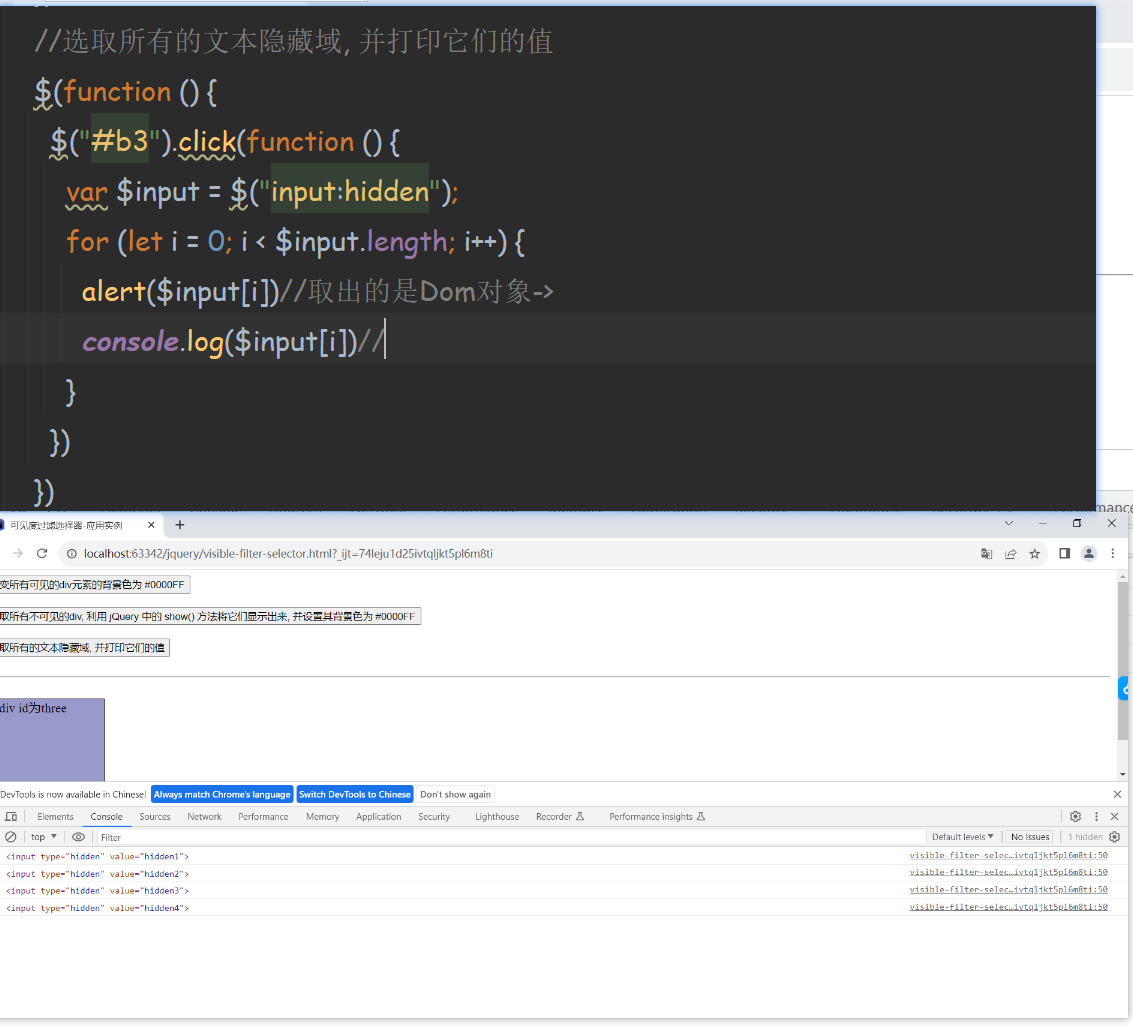 //选取所有的文本隐藏域, 并打印它们的值
$(function () {
$("#b3").click(function () {
var $input = $("input:hidden");
for (let i = 0; i < $input.length; i++) {
alert($input[i])//取出的是Dom对象->
console.log($input[i])//
}
})
})
可见度过滤选择器-应用实例
localhost:63342/jquery/visible-filter-selector.html?_ijt=74leju1d25ivtqljkt5pl6m8ti
变所有可见的div元素的背景色为 #0000FF
取所有不可见的div, 利用 jQuery 中的 show() 方法将它们显示出来, 并设置其背景色为 #0000FF
取所有的文本隐藏域, 并打印它们的值
div id为three
DevTools is now available in Chinese! Always match Chrome's language Switch DevTools to Chinese Don't show again
Elements Console Sources Network Performance Memory Application Security Lighthouse Recorder Performance insights
top Filter Default levels No Issues 1 hidden
<input type="hidden" value="hidden1"> visible-filter-selec…ivtqljkt5pl6m8ti:50
<input type="hidden" value="hidden2"> visible-filter-selec…ivtqljkt5pl6m8ti:50
<input type="hidden" value="hidden3"> visible-filter-selec…ivtqljkt5pl6m8ti:50
<input type="hidden" value="hidden4"> visible-filter-selec…ivtqljkt5pl6m8ti:50